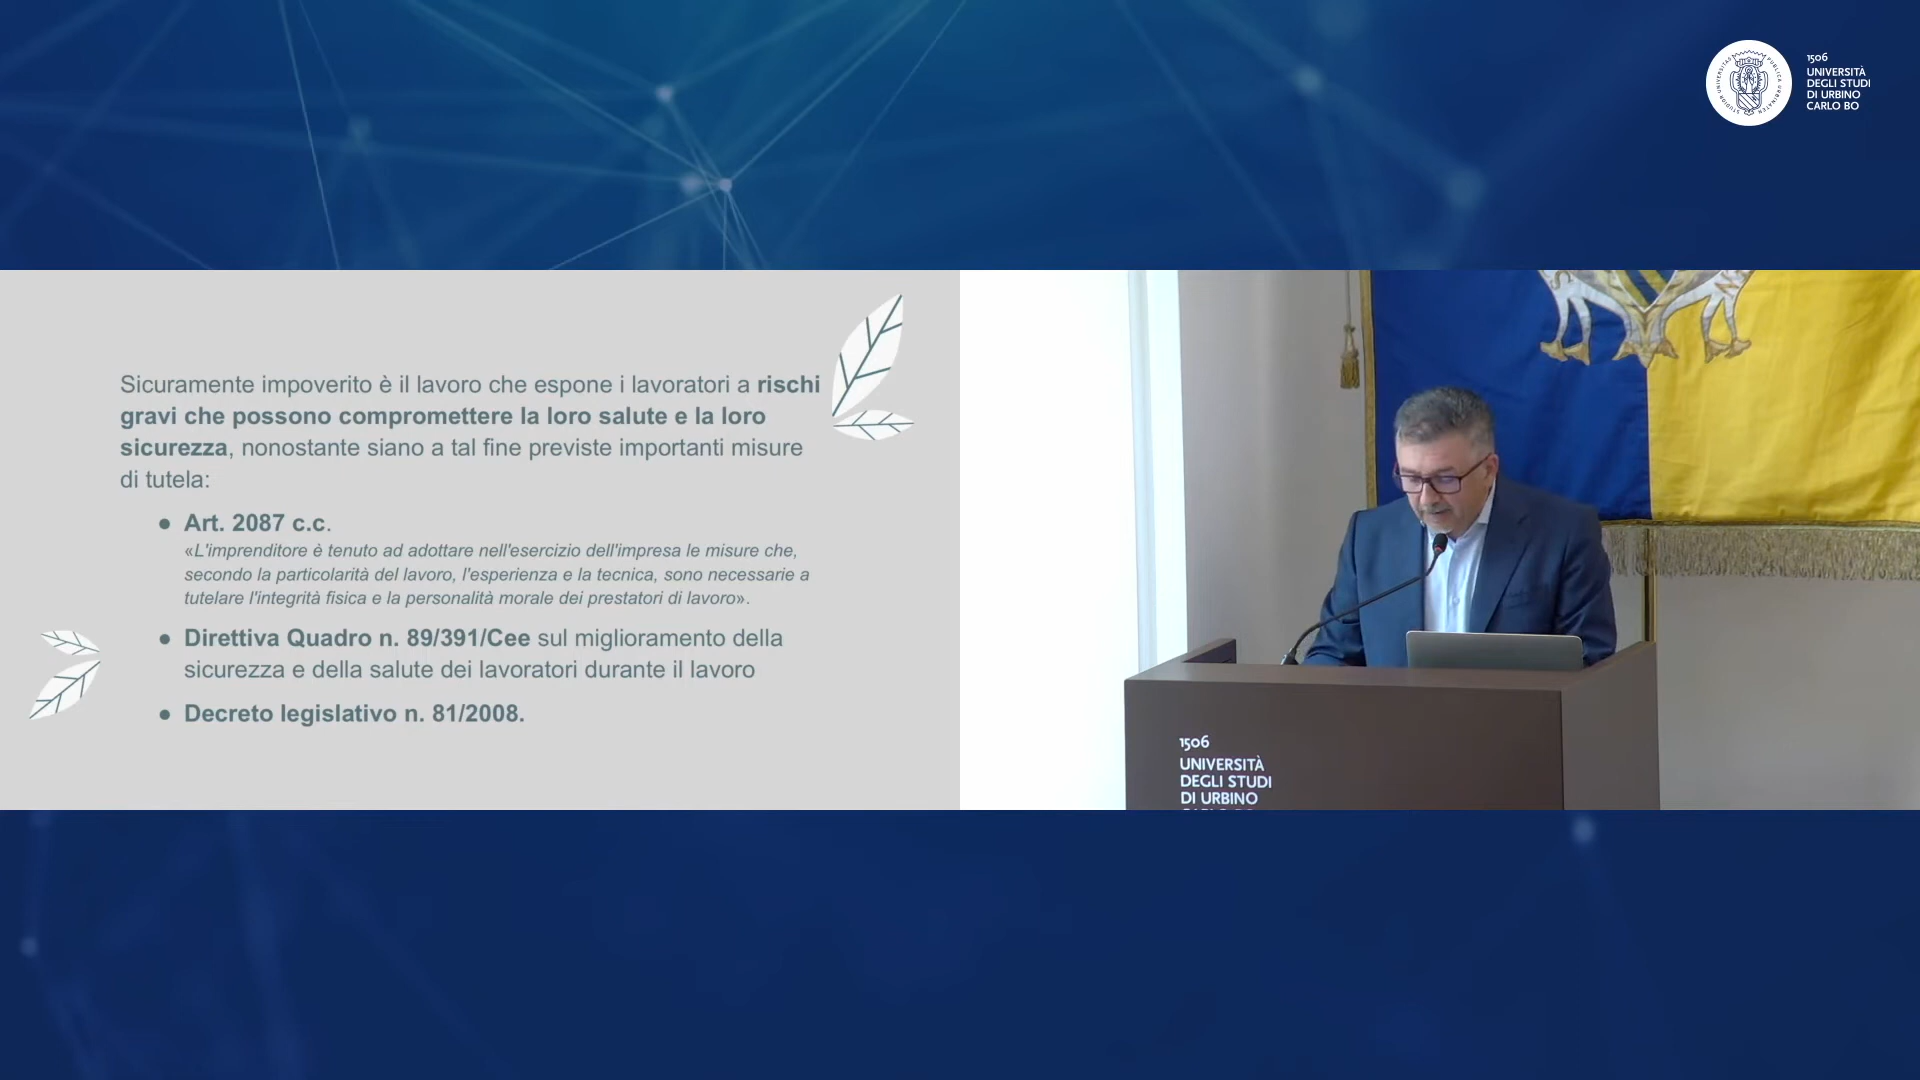 1506
UNIVERSITÀ
DEGLI STUDI
DI URBINO
CARLO BO
Sicuramente impoverito è il lavoro che espone i lavoratori a rischi
gravi che possono compromettere la loro salute e la loro
sicurezza, nonostante siano a tal fine previste importanti misure
di tutela:
● Art. 2087 c.c.
«L'imprenditore è tenuto ad adottare nell'esercizio dell'impresa le misure che,
secondo la particolarità del lavoro, l'esperienza e la tecnica, sono necessarie a
tutelare l'integrità fisica e la personalità morale dei prestatori di lavoro».
● Direttiva Quadro n. 89/391/Cee sul miglioramento della
sicurezza e della salute dei lavoratori durante il lavoro
● Decreto legislativo n. 81/2008.
1506
UNIVERSITÀ
DEGLI STUDI
DI URBINO